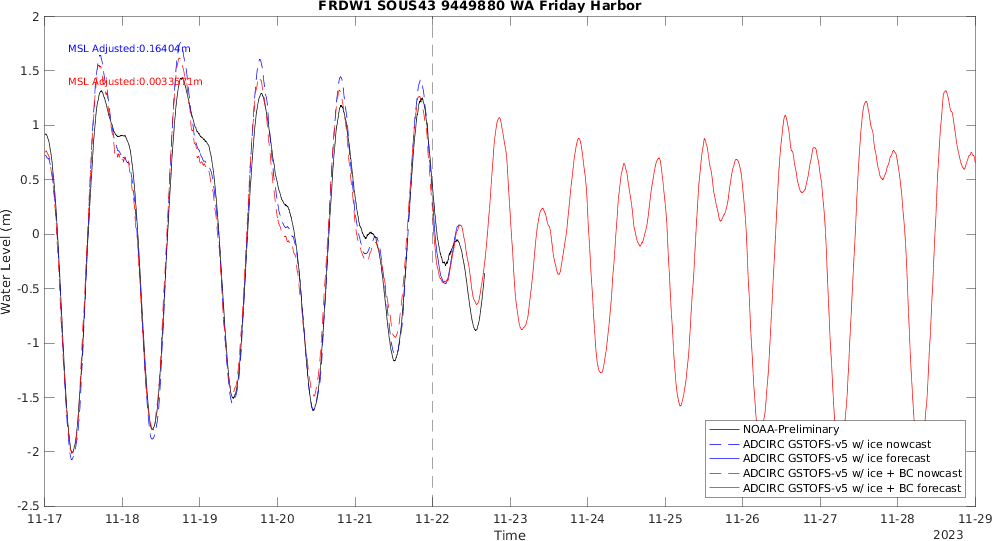 FRDW1 SOUS43 9449880 WA Friday Harbor
MSL Adjusted:0.16404m
MSL Adjusted:0.0033571m
Water Level (m)
2
1.5
1
0.5
0
-0.5
-1
-1.5
-2
-2.5
NOAA-Preliminary
ADCIRC GSTOFS-v5 w/ ice nowcast
ADCIRC GSTOFS-v5 w/ ice forecast
ADCIRC GSTOFS-v5 w/ ice + BC nowcast
ADCIRC GSTOFS-v5 w/ ice + BC forecast
11-17 11-18 11-19 11-20 11-21 11-22 11-23 11-24 11-25 11-26 11-27 11-28 11-29
Time
2023